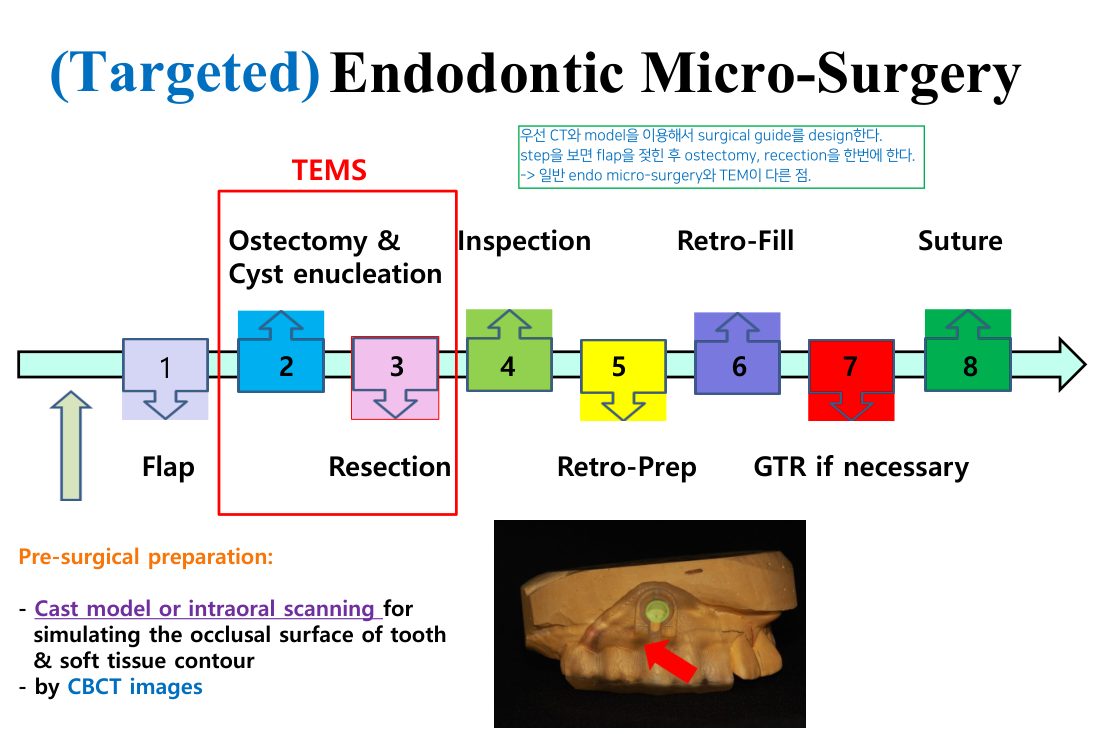 (Targeted) Endodontic Micro-Surgery
우선 CT와 model을 이용해서 surgical guide를 design한다.
step을 보면 flap을 젖힌 후 ostectomy, recection을 한번에 한다.
-> 일반 endo micro-surgery와 TEM이 다른 점.
TEMS
Ostectomy &
Cyst enucleation
Inspection
Retro-Fill
Suture
1
2
3
4
5
6
7
8
Flap
Resection
Retro-Prep
GTR if necessary
Pre-surgical preparation:
- Cast model or intraoral scanning for
simulating the occlusal surface of tooth
& soft tissue contour
- by CBCT images